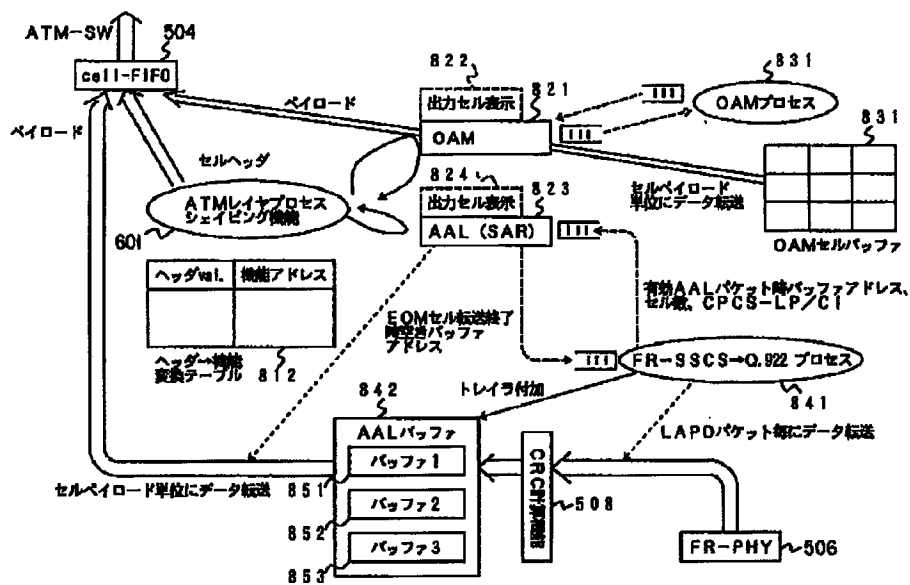 ATM-SW
504
cell-FIFO
ペイロード
ペイロード
822
出力セル表示
821
OAM
831
OAMプロセス
831
セルヘッダ
ATMレイヤプロセス
シェイピング機能
601
824
出力セル表示
823
AAL (SAR)
セルペイロード
単位にデータ転送
OAMセルバッファ
ヘッダval.
機能アドレス
ヘッダ→機能
変換テーブル
812
EOMセル転送終了
時空きバッファ
アドレス
有効AALパケット時バッファアドレス、
セル数、CPCS-LP/CI
FR-SSCS→Q.922 プロセス
841
トレイラ付加
842
AALバッファ
LAPDパケット毎にデータ転送
バッファ1
851
セルペイロード単位にデータ転送
バッファ2
852
バッファ3
853
508
FR-PHY
506